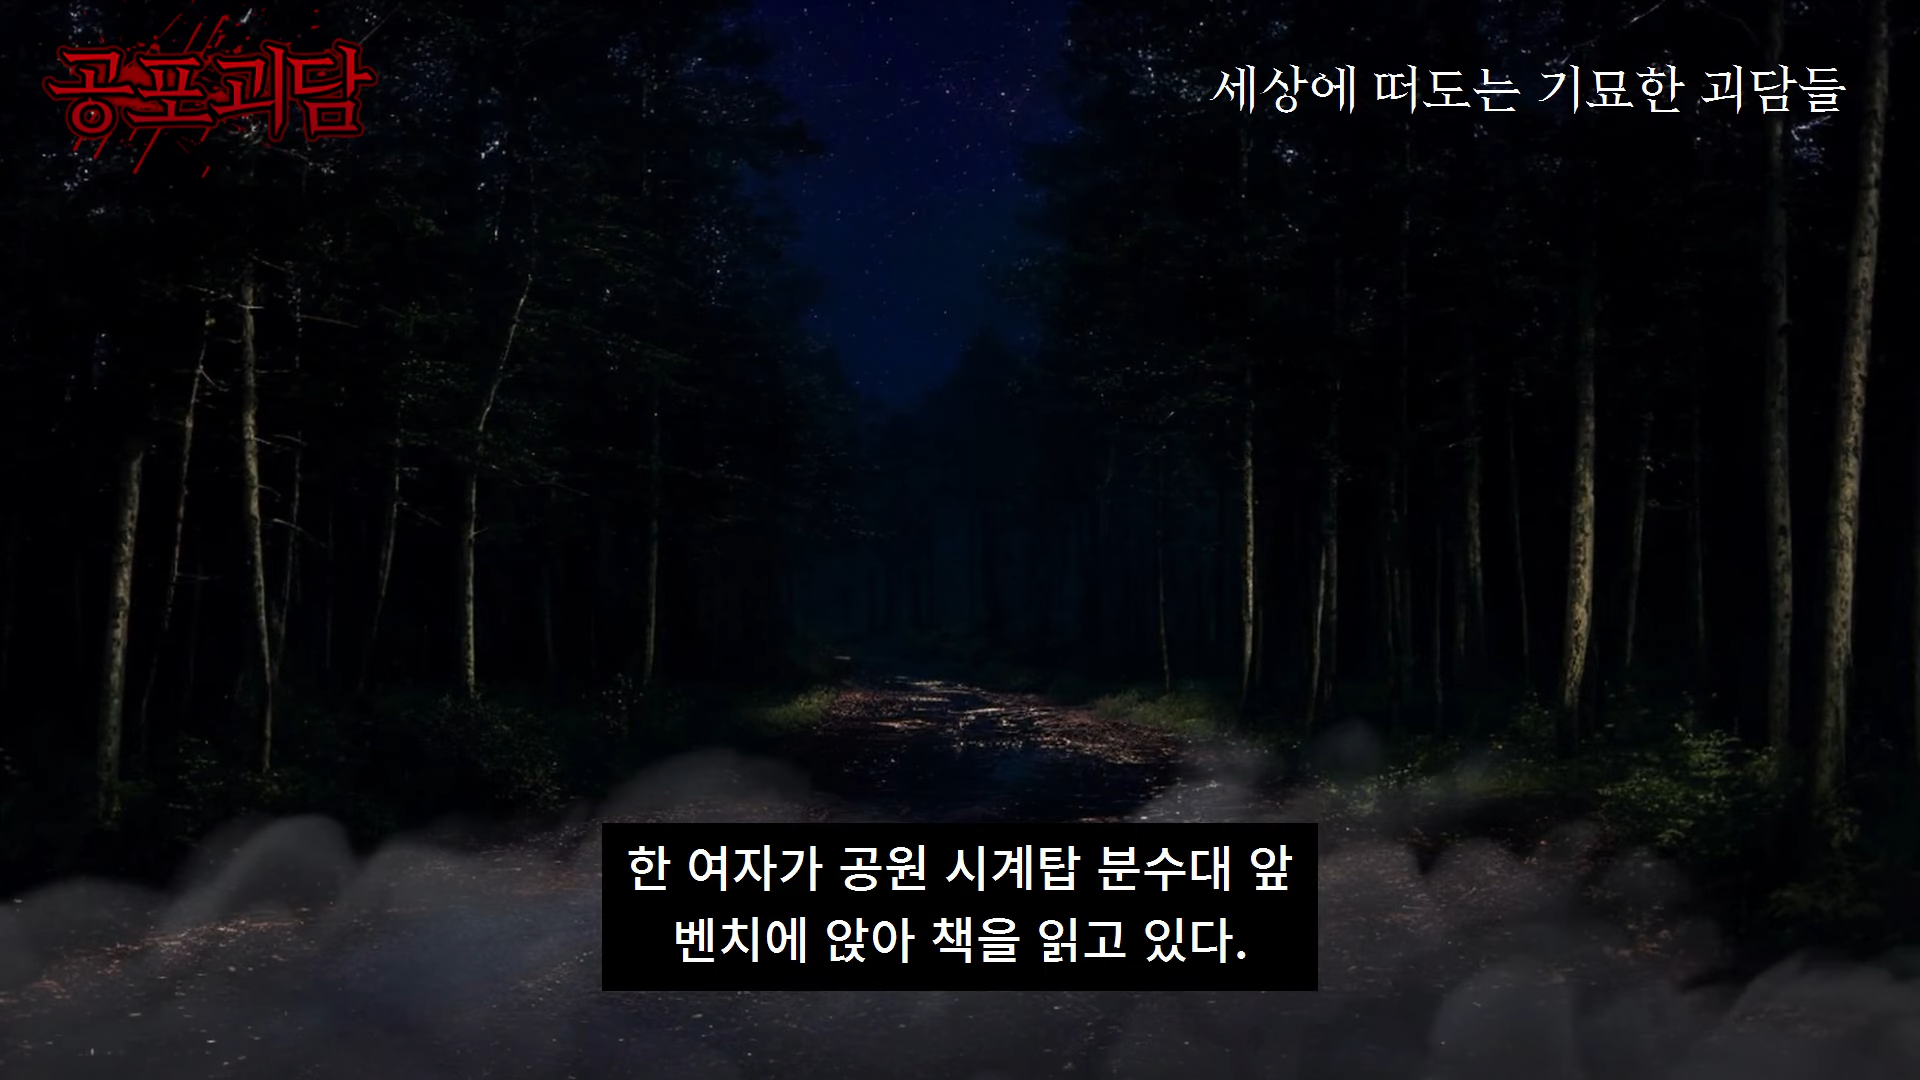 공포괴담
세상에 떠도는 기묘한 괴담들
한 여자가 공원 시계탑 분수대 앞
벤치에 앉아 책을 읽고 있다.